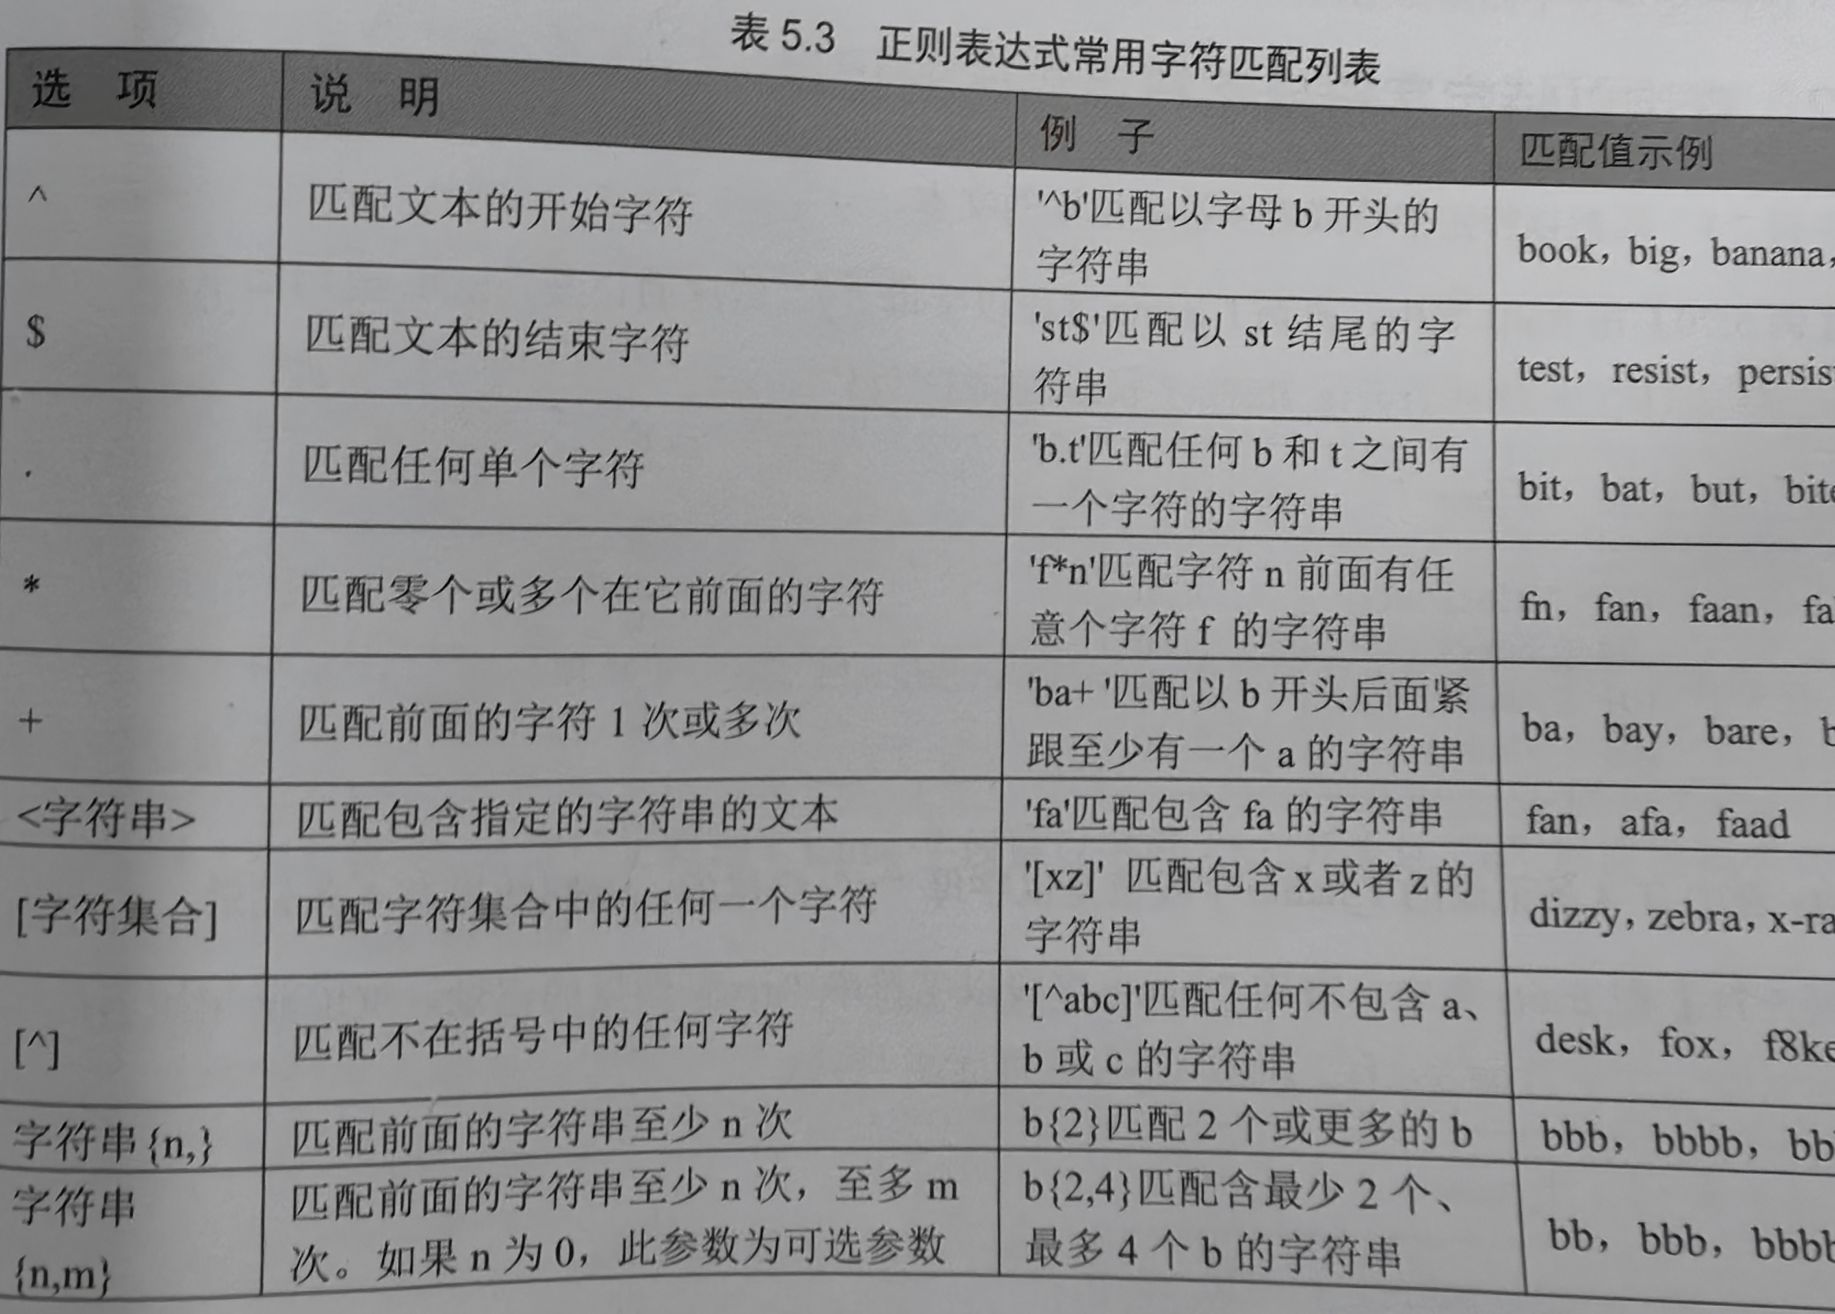 表 5.3 正则表达式常用字符匹配列表
选 项 说 明 例 子 匹配值示例
^ 匹配文本的开始字符 '^b'匹配以字母 b 开头的
字符串 book，big，banana，
$ 匹配文本的结束字符 'st$'匹配以 st 结尾的字
符串 test，resist，persis
. 匹配任何单个字符 'b.t'匹配任何 b 和 t 之间有
一个字符的字符串 bit，bat，but，bite
* 匹配零个或多个在它前面的字符 'f*n'匹配字符 n 前面有任
意个字符 f 的字符串 fn，fan，faan，fa
+ 匹配前面的字符 1 次或多次 'ba+ '匹配以 b 开头后面紧
跟至少有一个 a 的字符串 ba，bay，bare，b
<字符串> 匹配包含指定的字符串的文本 'fa'匹配包含 fa 的字符串 fan，afa，faad
[字符集合] 匹配字符集合中的任何一个字符 '[xz]' 匹配包含 x 或者 z 的
字符串 dizzy，zebra，x-ra
[^] 匹配不在括号中的任何字符 '[^abc]'匹配任何不包含 a、
b 或 c 的字符串 desk，fox，f8ke
字符串{n,} 匹配前面的字符串至少 n 次 b{2}匹配 2 个或更多的 b bbb，bbbb，bb
字符串 匹配前面的字符串至少 n 次，至多 m b{2,4}匹配含最少 2 个、
{n,m} 次。如果 n 为 0，此参数为可选参数 最多 4 个 b 的字符串 bb，bbb，bbbb